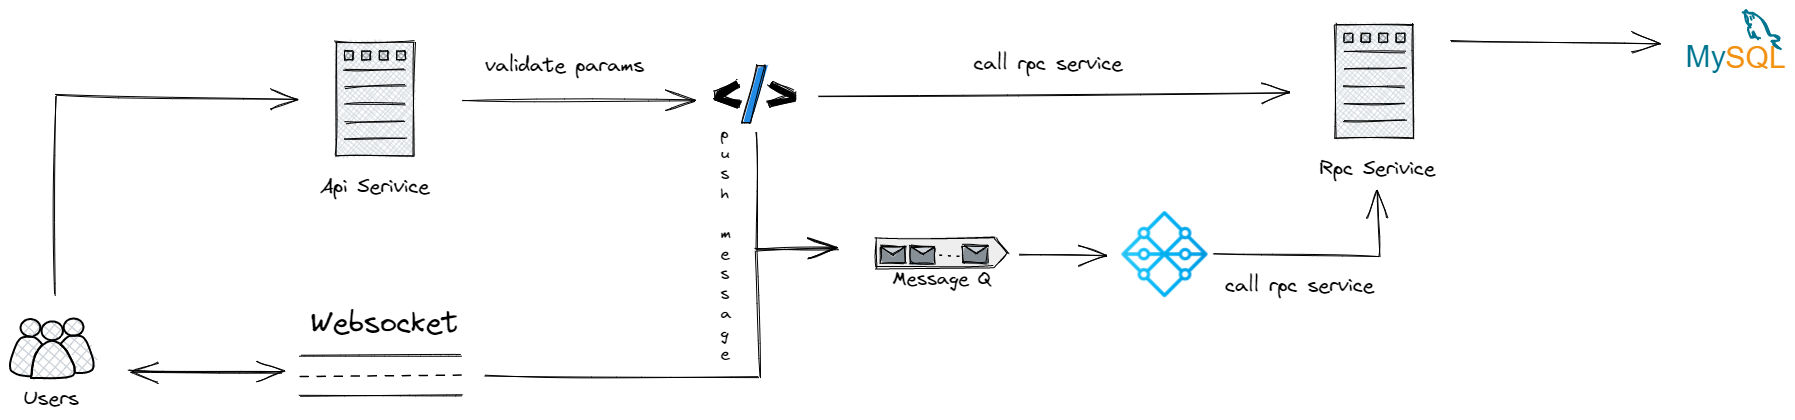 validate params
call rpc service
MySQL
Api Serivice
Rpc Serivice
push message
Message Q
call rpc service
Websocket
Users